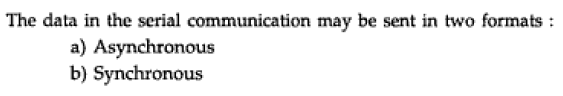 The data in the serial communication may be sent in two formats :
a) Asynchronous
b) Synchronous